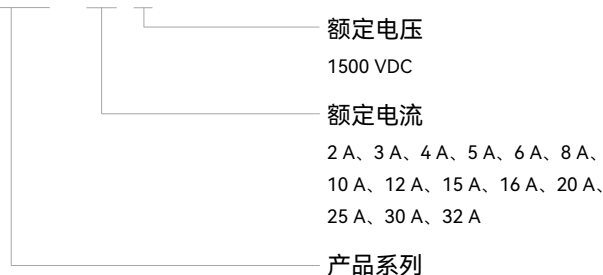 额定电压
1500 VDC
额定电流
2 A、3 A、4 A、5 A、6 A、8 A、
10 A、12 A、15 A、16 A、20 A、
25 A、30 A、32 A
产品系列